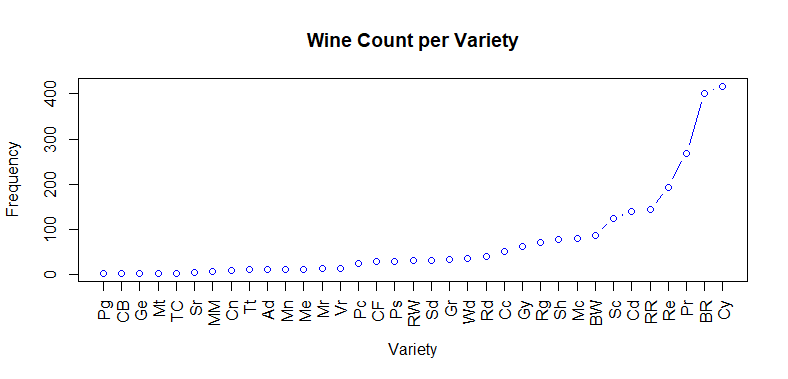 Wine Count per Variety
Frequency
400
300
200
100
0
Pg CB Ge Mt TC Sr MM Cn Tt Ad Mn Me Mr Vr Pc CF Ps RW Sd Gr Wd Rd Cc Gy Rg Sh Mc BW Sc Cd RR Re Pr BR Cy
Variety